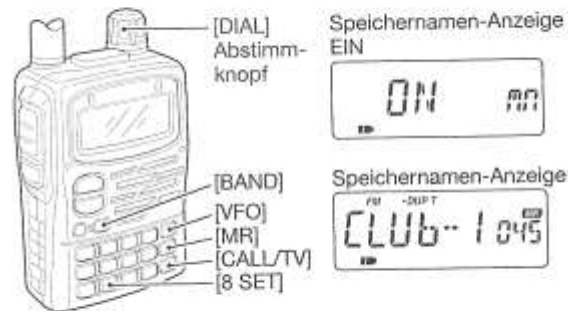 [DIAL]
Abstimm-
knopf
[BAND]
[VFO]
[MR]
[CALL/TV]
[8 SET]
Speichernamen-Anzeige
EIN
ON mn
Speichernamen-Anzeige
FM -DUP T
CLUb-- 1 045